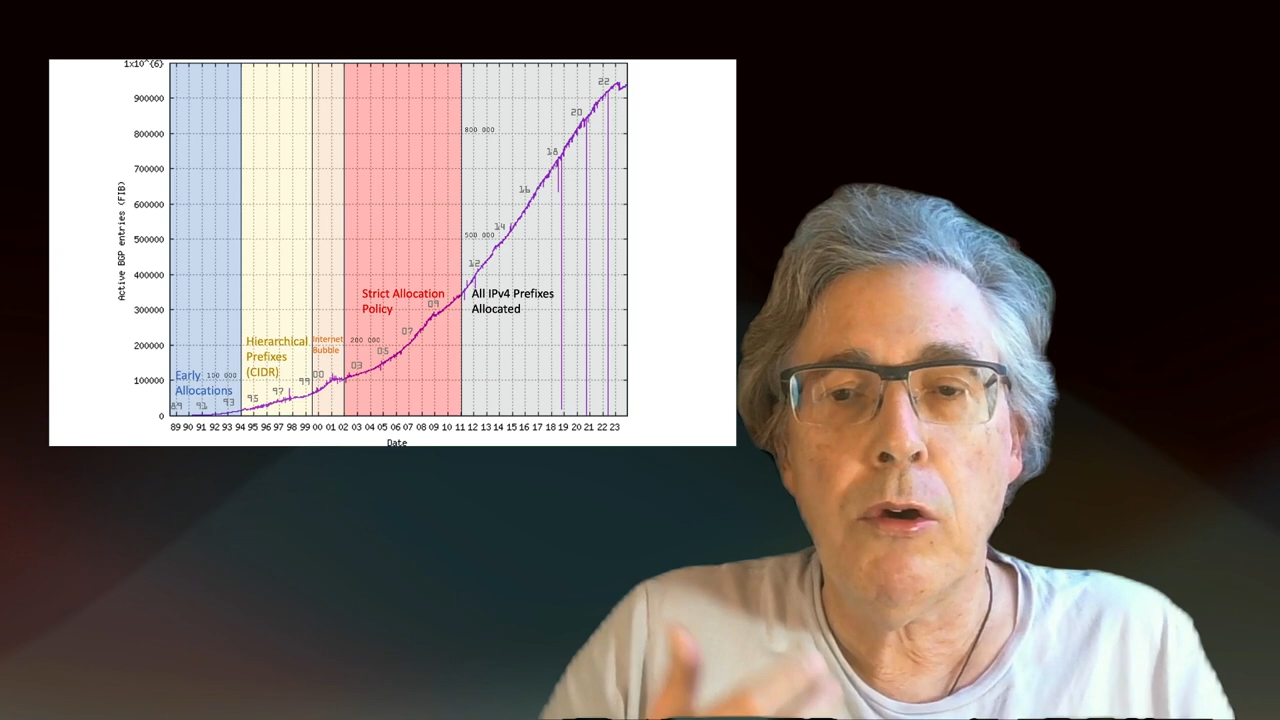 1x10^{6}
900000
800000
700000
600000
500000
400000
300000
200000
100000
0
Active BGP entries (FIB)
22
20
800 000
18
16
14
500 000
12
Strict Allocation
Policy
09
All IPv4 Prefixes
Allocated
07
Hierarchical
Prefixes
(CIDR)
Internet
Bubble
200 000
05
03
Early
Allocations
100 000
00
99
97
95
93
91
89
89 90 91 92 93 94 95 96 97 98 99 00 01 02 03 04 05 06 07 08 09 10 11 12 13 14 15 16 17 18 19 20 21 22 23
Date